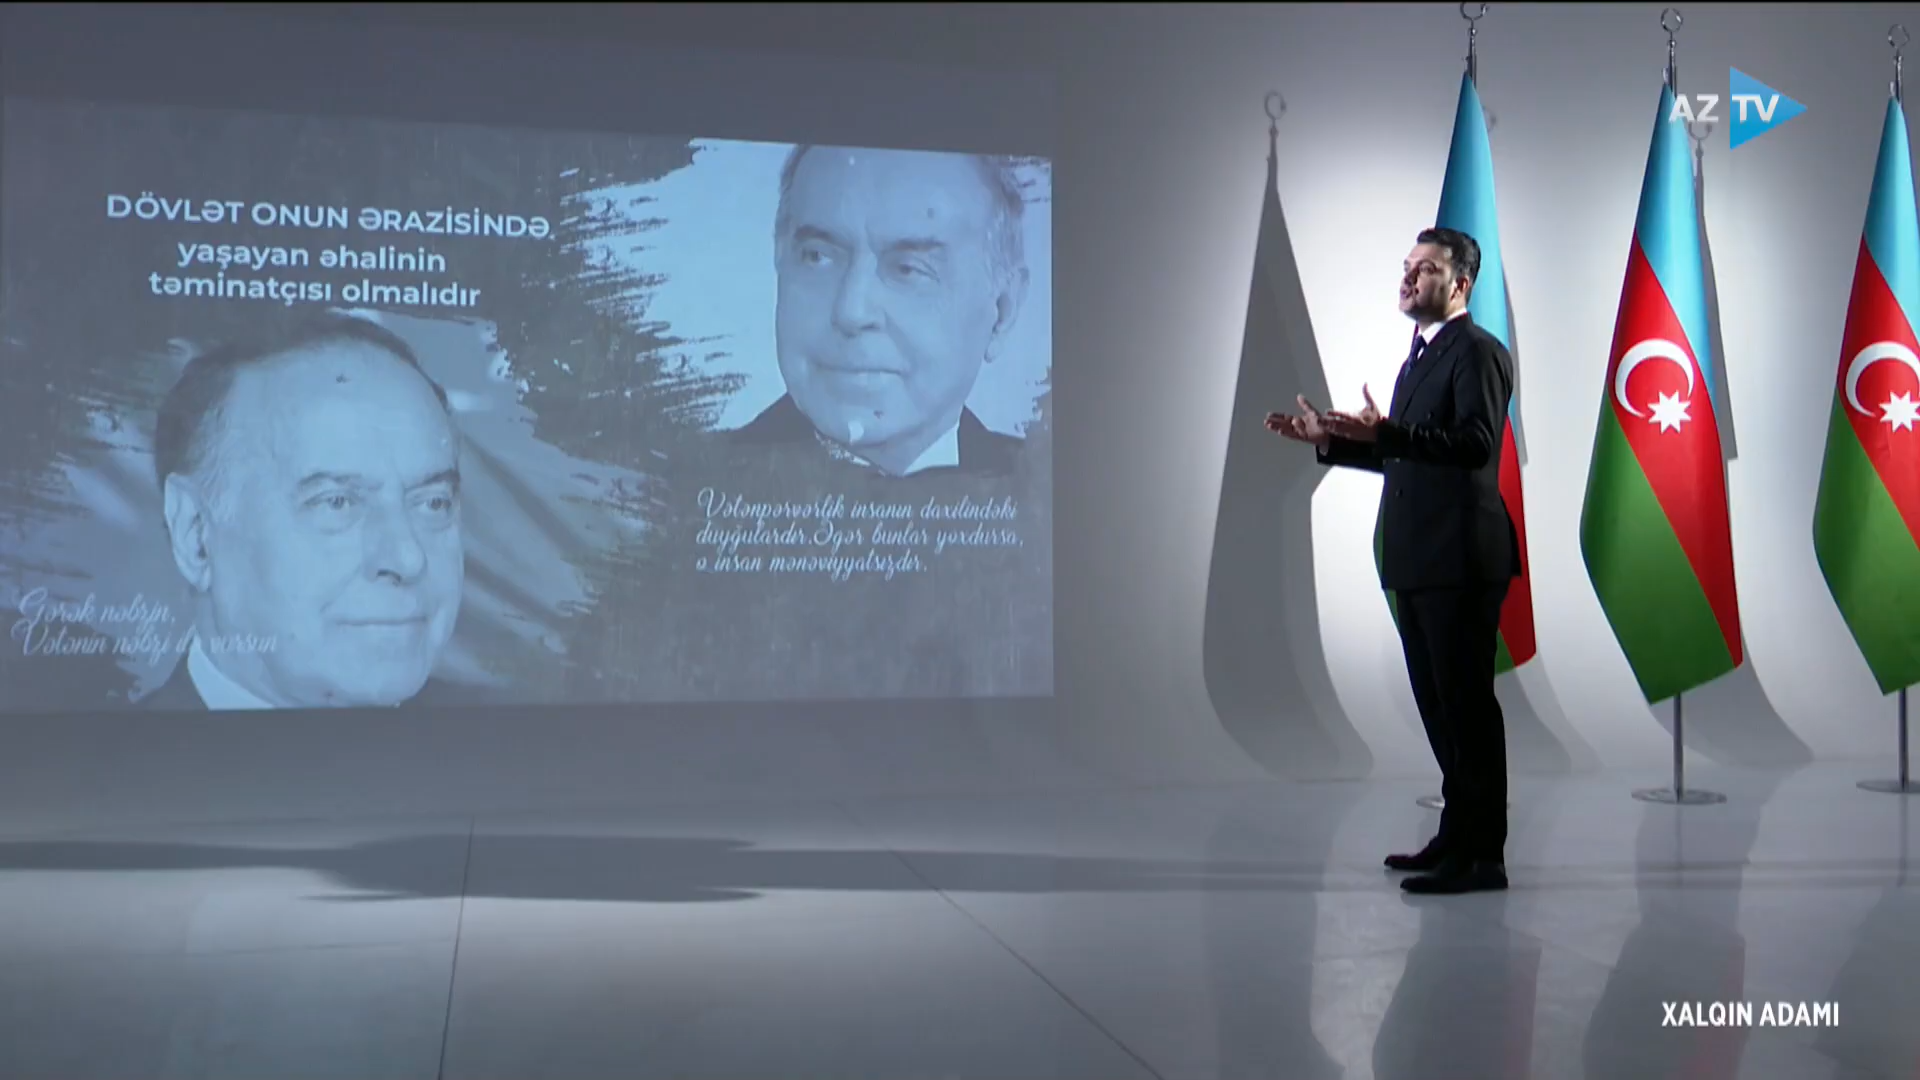 AZ TV
DÖVLƏT ONUN ƏRAZİSİNDƏ
yaşayan əhalinin
təminatçısı olmalıdır
Vətənpərvərlik insanın daxilindəki
duyğulardır.Əgər bunlar yoxdursa,
o insan mənəviyyatsızdır.
Gərək nəbzin,
Vətənin nəbzi də vursun
XALQIN ADAMI